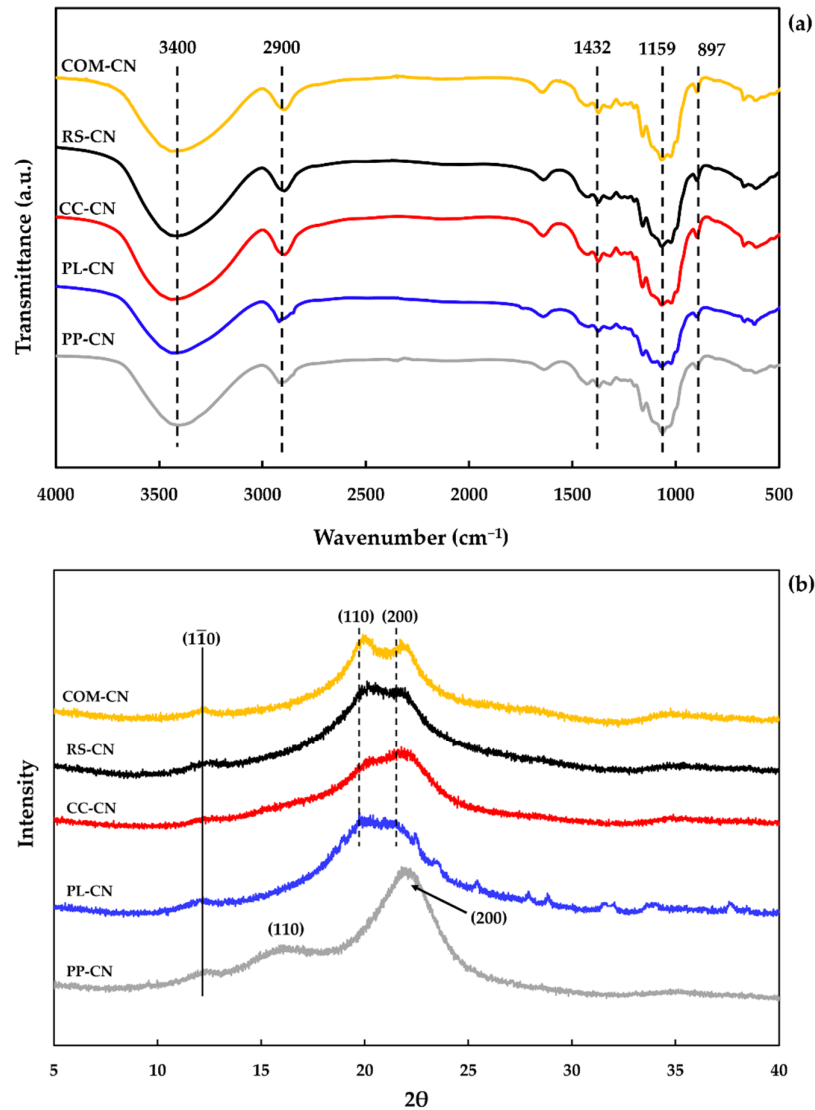 (a)
3400 2900 1432 1159 897
COM-CN
RS-CN
CC-CN
PL-CN
PP-CN
Transmittance (a.u.)
4000 3500 3000 2500 2000 1500 1000 500
Wavenumber (cm⁻¹)
(b)
(11̅0) (110) (200)
COM-CN
RS-CN
CC-CN
PL-CN
(110) (200)
PP-CN
Intensity
5 10 15 20 25 30 35 40
2θ